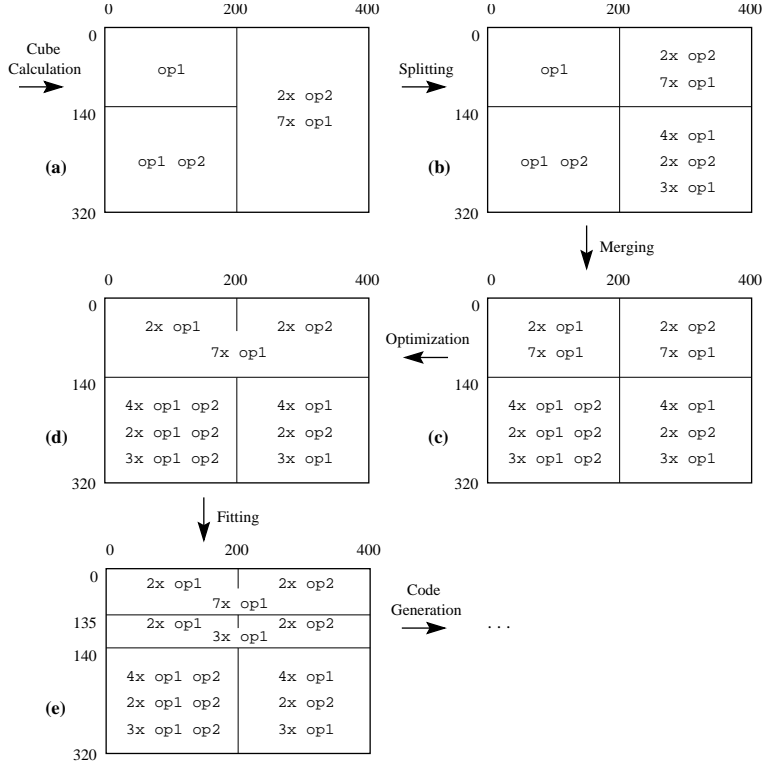 0 200 400
0
Cube
Calculation
op1
2x op2
7x op1
140
op1 op2
(a)
320
Splitting
0 200 400
0
op1
2x op2
7x op1
140
op1 op2
4x op1
2x op2
3x op1
(b)
320
Merging
0 200 400
0
2x op1 2x op2
7x op1 7x op1
140
4x op1 op2 4x op1
2x op1 op2 2x op2
3x op1 op2 3x op1
(c)
320
Optimization
0 200 400
0
2x op1 2x op2
7x op1
140
4x op1 op2 4x op1
2x op1 op2 2x op2
3x op1 op2 3x op1
(d)
320
Fitting
0 200 400
0
2x op1 2x op2
7x op1
135
2x op1 2x op2
3x op1
140
4x op1 op2 4x op1
2x op1 op2 2x op2
3x op1 op2 3x op1
(e)
320
Code
Generation
. . .